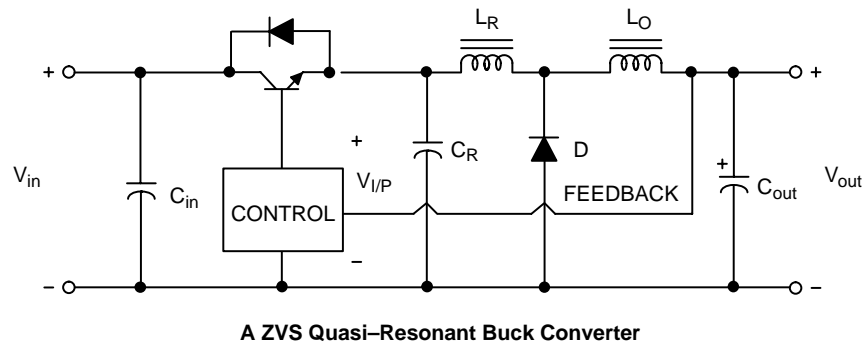 L_R
L_O
+
+
+
C_R
D
V_in
V_I/P
+
C_in
CONTROL
FEEDBACK
C_out
V_out
−
−
−
A ZVS Quasi–Resonant Buck Converter